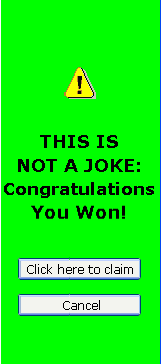 !
THIS IS
NOT A JOKE:
Congratulations
You Won!
Click here to claim
Cancel